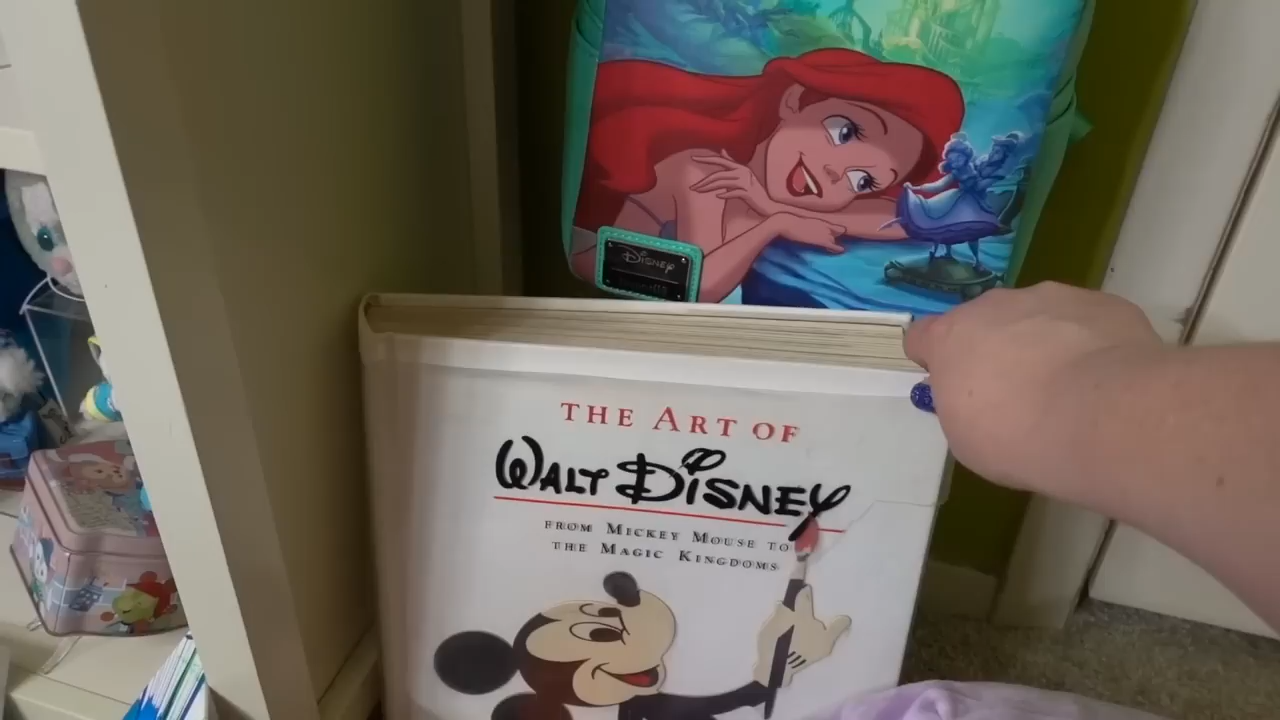 Disney
THE ART OF
WALT DISNEY
FROM MICKEY MOUSE TO
THE MAGIC KINGDOMS